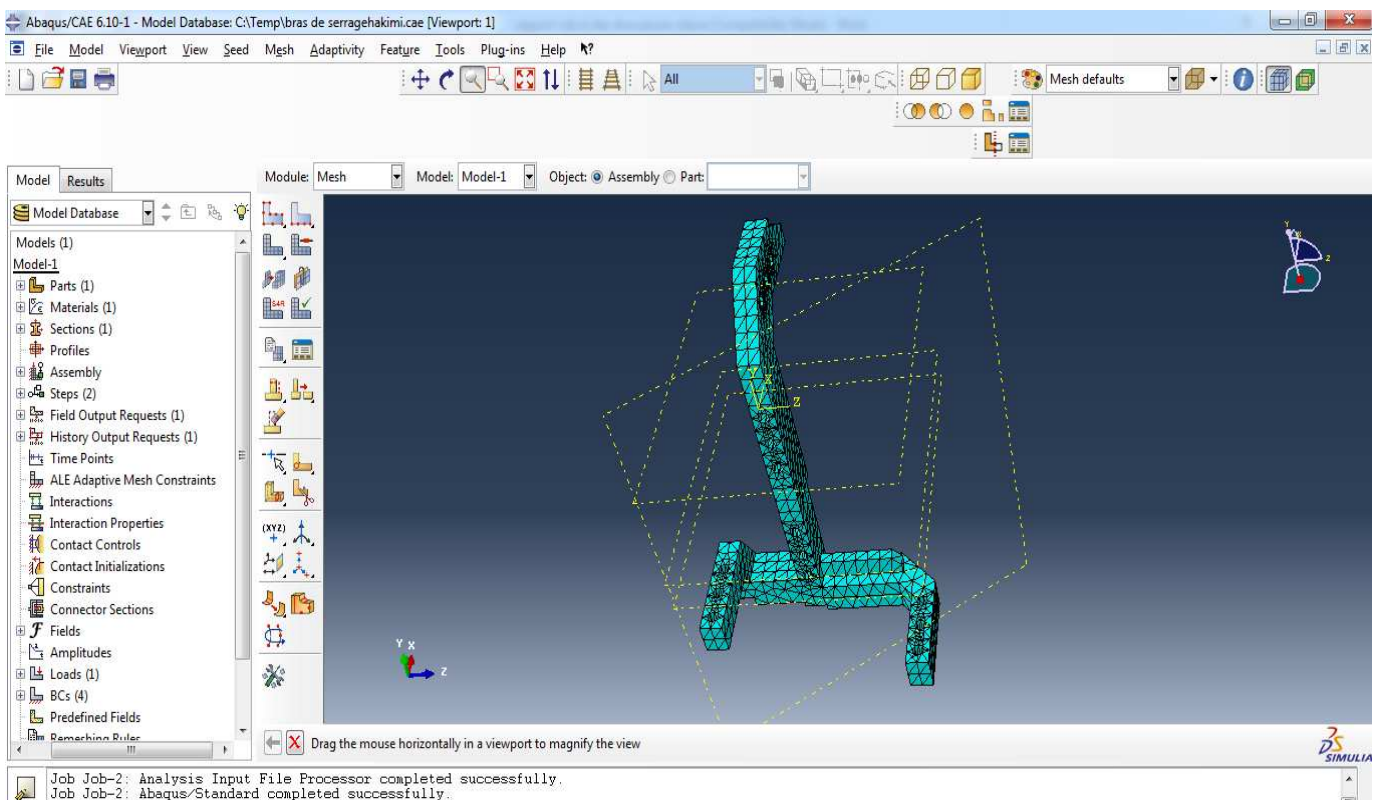 Abaqus/CAE 6.10-1 - Model Database: C:\Temp\bras de serragehakimi.cae [Viewport: 1]
File Model Viewport View Seed Mesh Adaptivity Feature Tools Plug-ins Help
All
Mesh defaults
Model Results
Module: Mesh Model: Model-1 Object: Assembly Part:
Model Database
Models (1)
Model-1
Parts (1)
Materials (1)
Sections (1)
Profiles
Assembly
Steps (2)
Field Output Requests (1)
History Output Requests (1)
Time Points
ALE Adaptive Mesh Constraints
Interactions
Interaction Properties
Contact Controls
Contact Initializations
Constraints
Connector Sections
Fields
Amplitudes
Loads (1)
BCs (4)
Predefined Fields
Remeshing Rules
(XYZ)
Y
X
Z
Y X
Z
Y
Z
Drag the mouse horizontally in a viewport to magnify the view
SIMULIA
Job Job-2: Analysis Input File Processor completed successfully.
Job Job-2: Abaqus/Standard completed successfully.